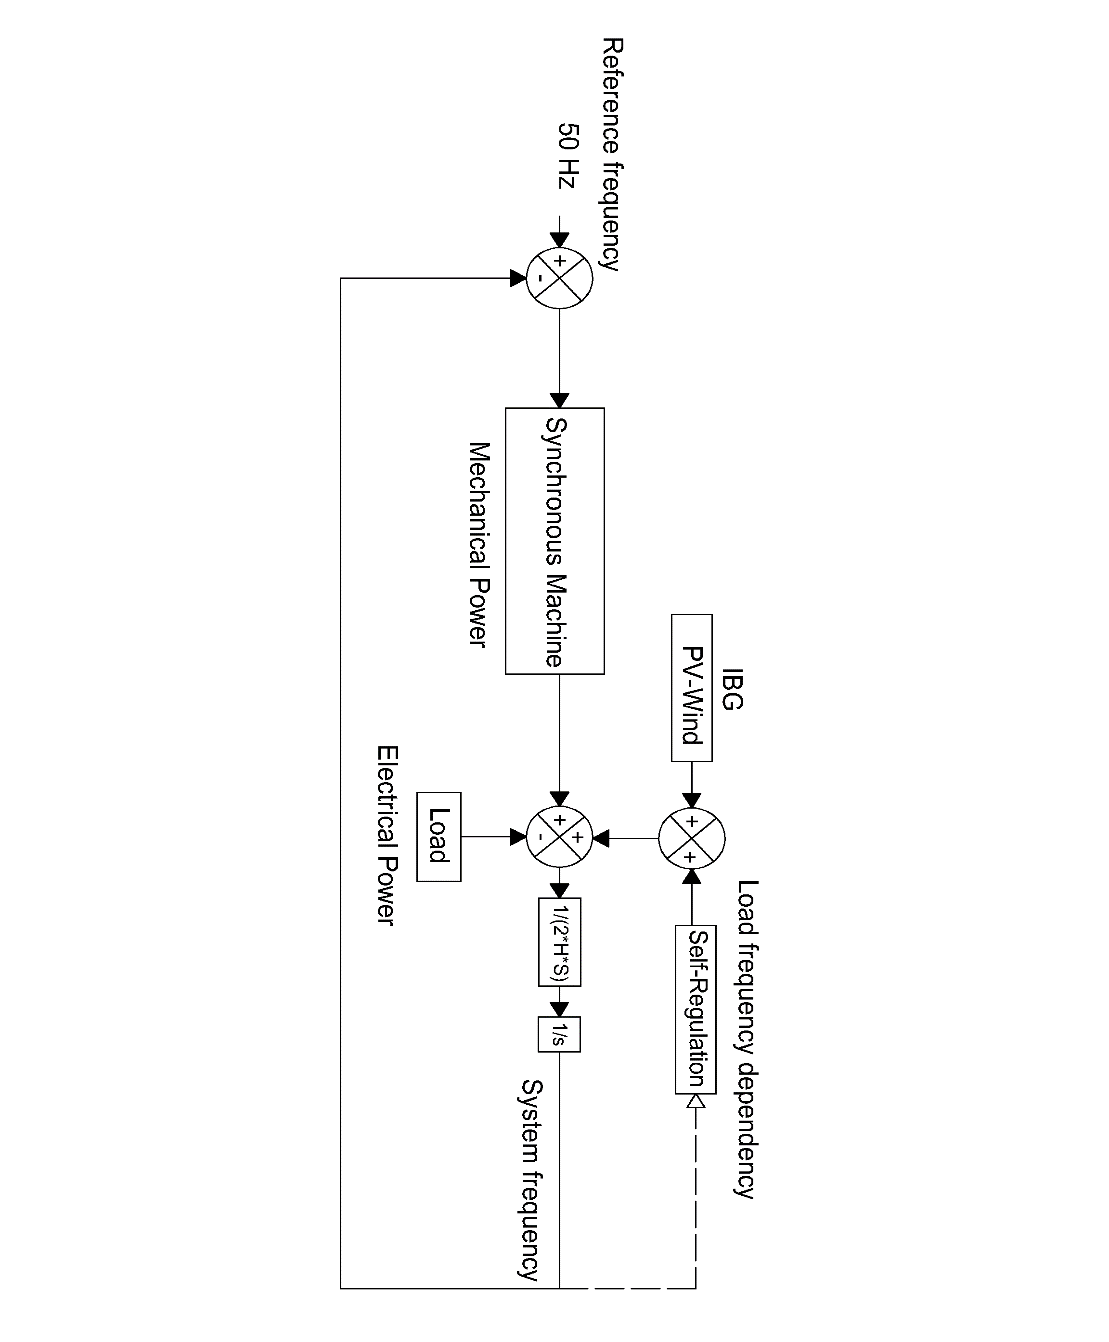 Reference frequency
50 Hz
+
-
Synchronous Machine
Mechanical Power
IBG
PV-Wind
+
+
Load frequency dependency
Self-Regulation
+
+
-
Load
Electrical Power
1/(2*H*S)
1/s
System frequency